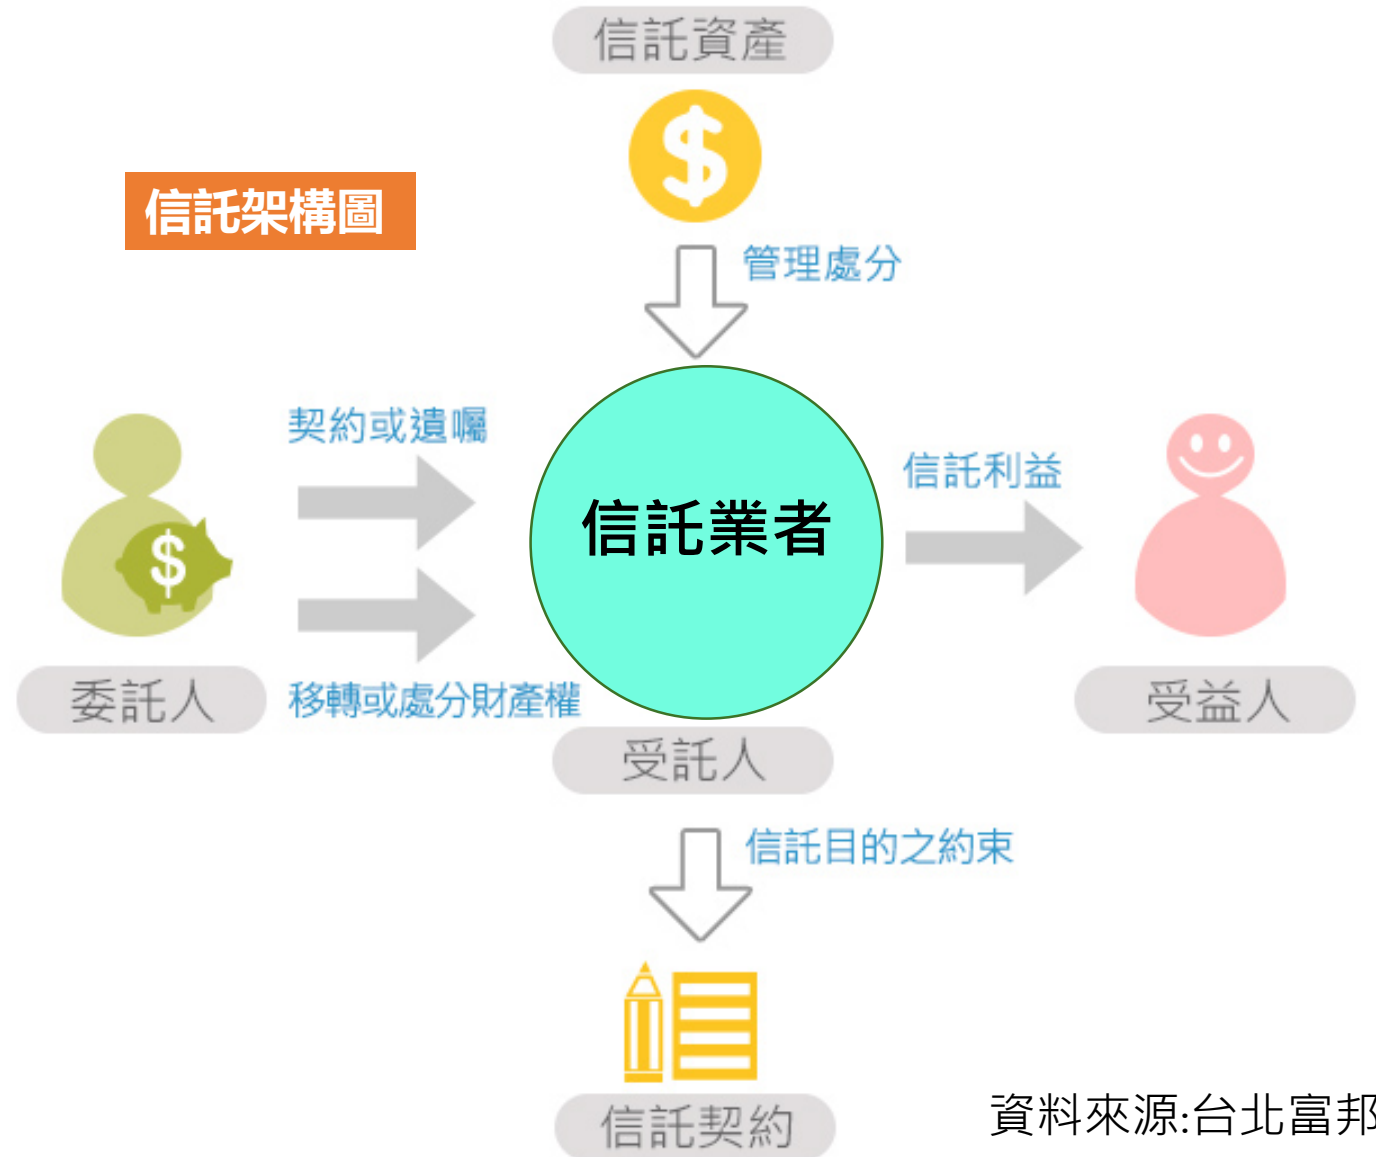 信託資產
$
信託架構圖
管理處分
契約或遺囑
信託業者
信託利益
$
委託人
移轉或處分財產權
受益人
受託人
信託目的之約束
信託契約
資料來源:台北富邦